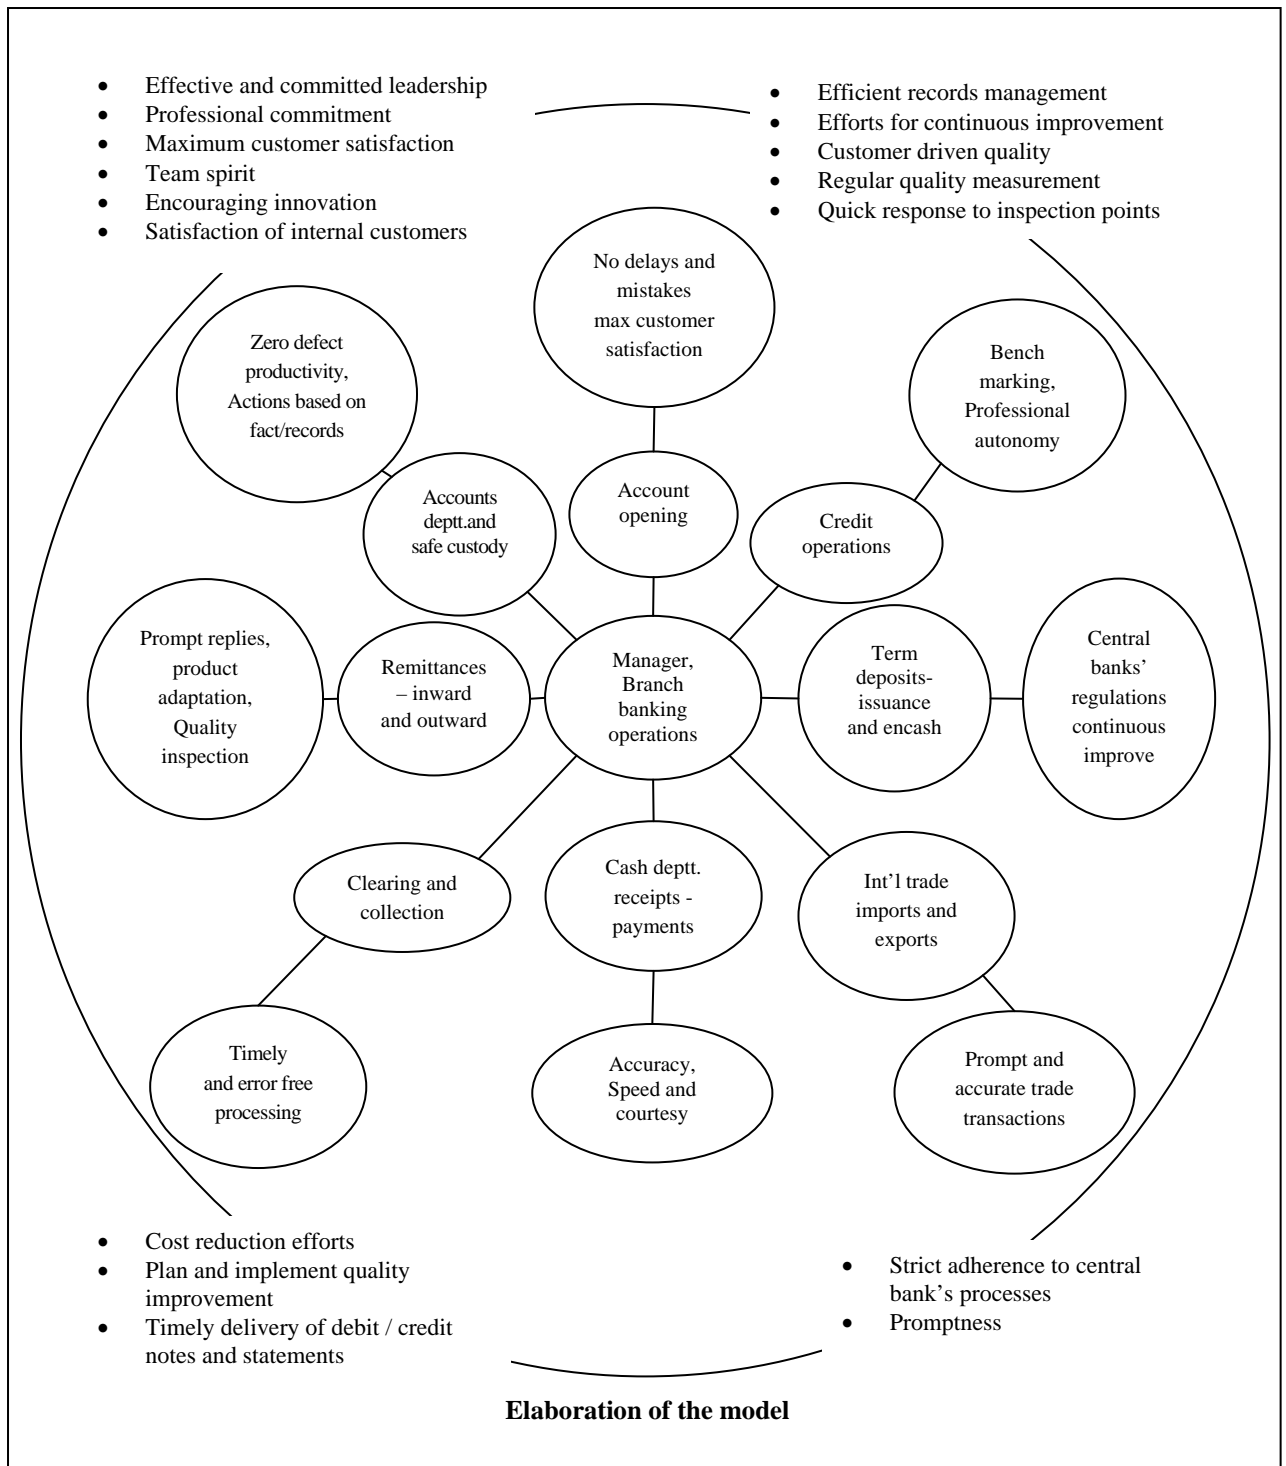 • Effective and committed leadership
• Professional commitment
• Maximum customer satisfaction
• Team spirit
• Encouraging innovation
• Satisfaction of internal customers
• Efficient records management
• Efforts for continuous improvement
• Customer driven quality
• Regular quality measurement
• Quick response to inspection points
No delays and
mistakes
max customer
satisfaction
Zero defect
productivity,
Actions based on
fact/records
Bench
marking,
Professional
autonomy
Accounts
deptt.and
safe custody
Account
opening
Credit
operations
Prompt replies,
product
adaptation,
Quality
inspection
Remittances
– inward
and outward
Manager,
Branch
banking
operations
Term
deposits-
issuance
and encash
Central
banks’
regulations
continuous
improve
Clearing and
collection
Cash deptt.
receipts -
payments
Int’l trade
imports and
exports
Timely
and error free
processing
Accuracy,
Speed and
courtesy
Prompt and
accurate trade
transactions
• Cost reduction efforts
• Plan and implement quality
improvement
• Timely delivery of debit / credit
notes and statements
• Strict adherence to central
bank’s processes
• Promptness
Elaboration of the model